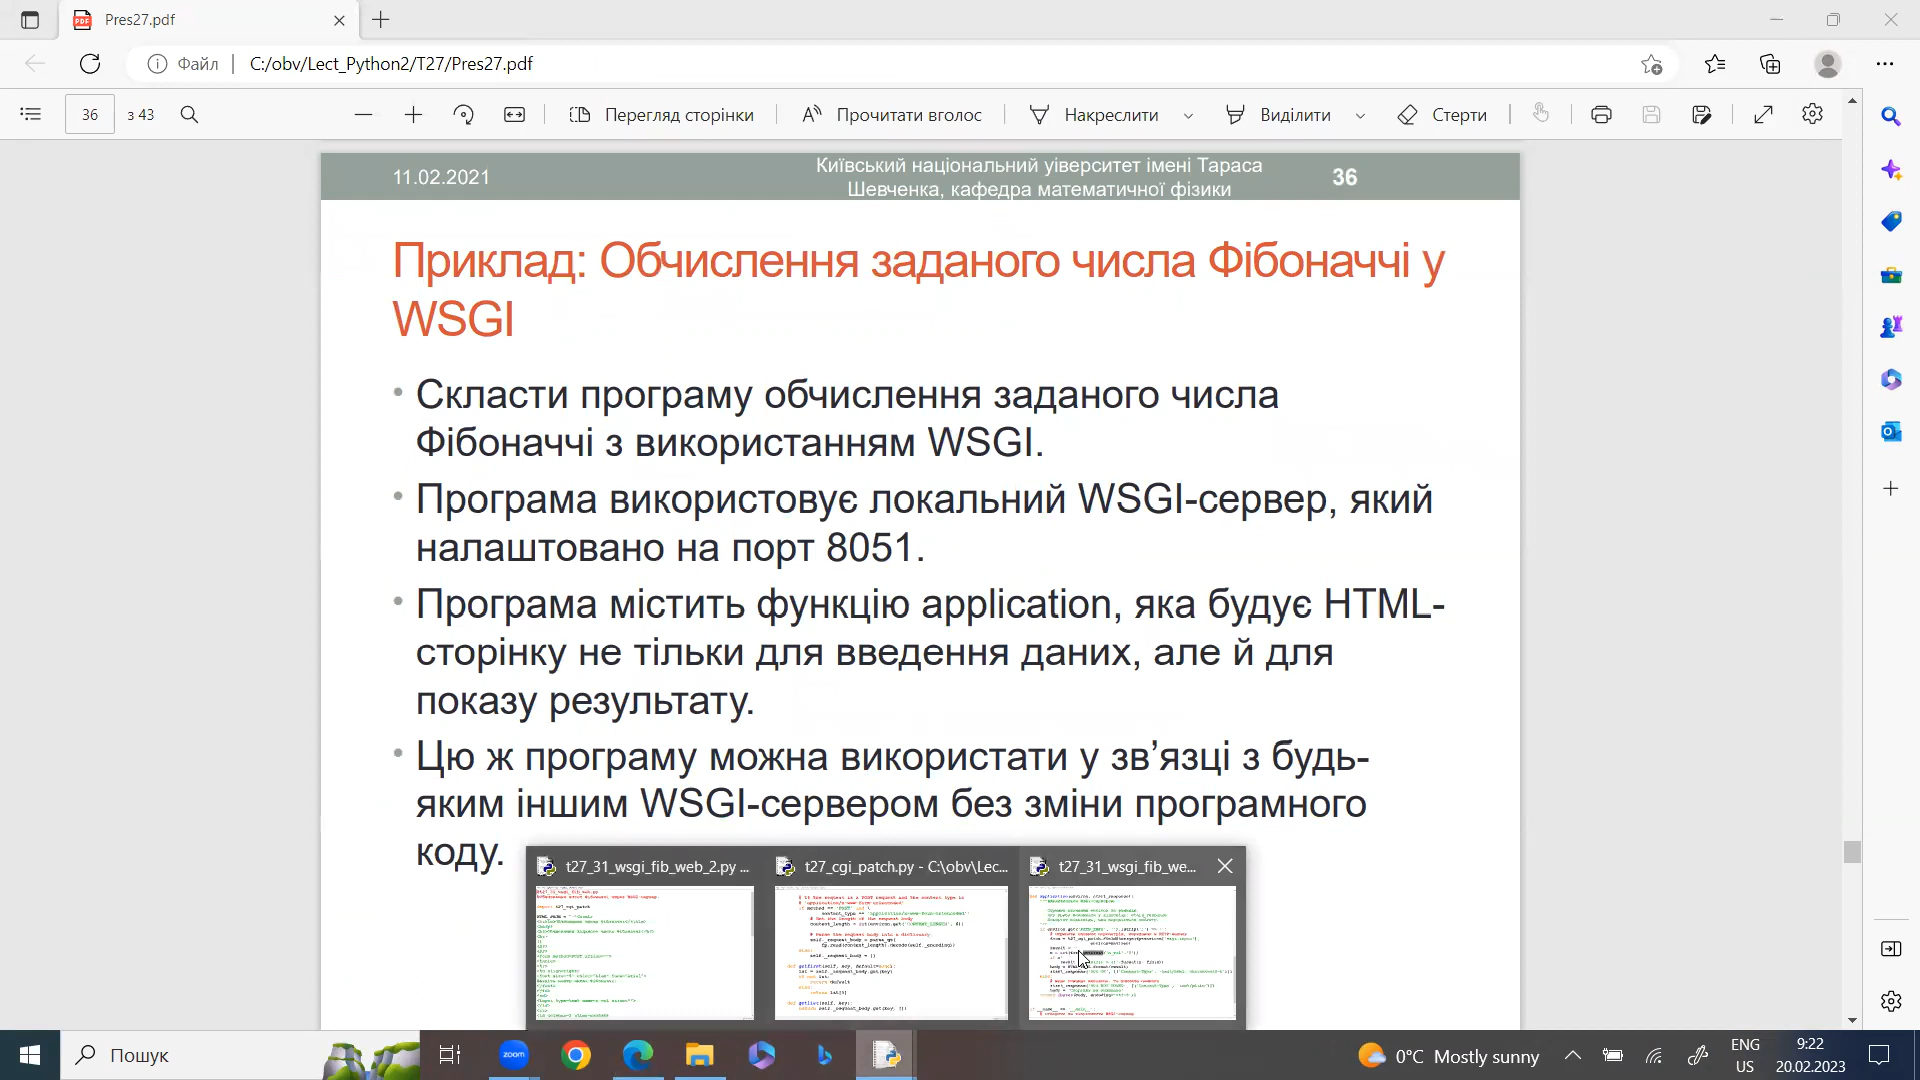 Pres27.pdf
Файл
C:/obv/Lect_Python2/T27/Pres27.pdf
36
з 43
Перегляд сторінки
Прочитати вголос
Накреслити
Виділити
Стерти
11.02.2021
Київський національний уіверситет імені Тараса
Шевченка, кафедра математичної фізики
36
Приклад: Обчислення заданого числа Фібоначчі у
WSGI
• Скласти програму обчислення заданого числа
Фібоначчі з використанням WSGI.
• Програма використовує локальний WSGI-сервер, який
налаштовано на порт 8051.
• Програма містить функцію application, яка будує HTML-
сторінку не тільки для введення даних, але й для
показу результату.
• Цю ж програму можна використати у зв’язці з будь-
яким іншим WSGI-сервером без зміни програмного
коду.
t27_31_wsgi_fib_web_2.py ...
t27_cgi_patch.py - C:\obv\Lec...
t27_31_wsgi_fib_we...
Пошук
zoom
0°C Mostly sunny
ENG
US
9:22
20.02.2023